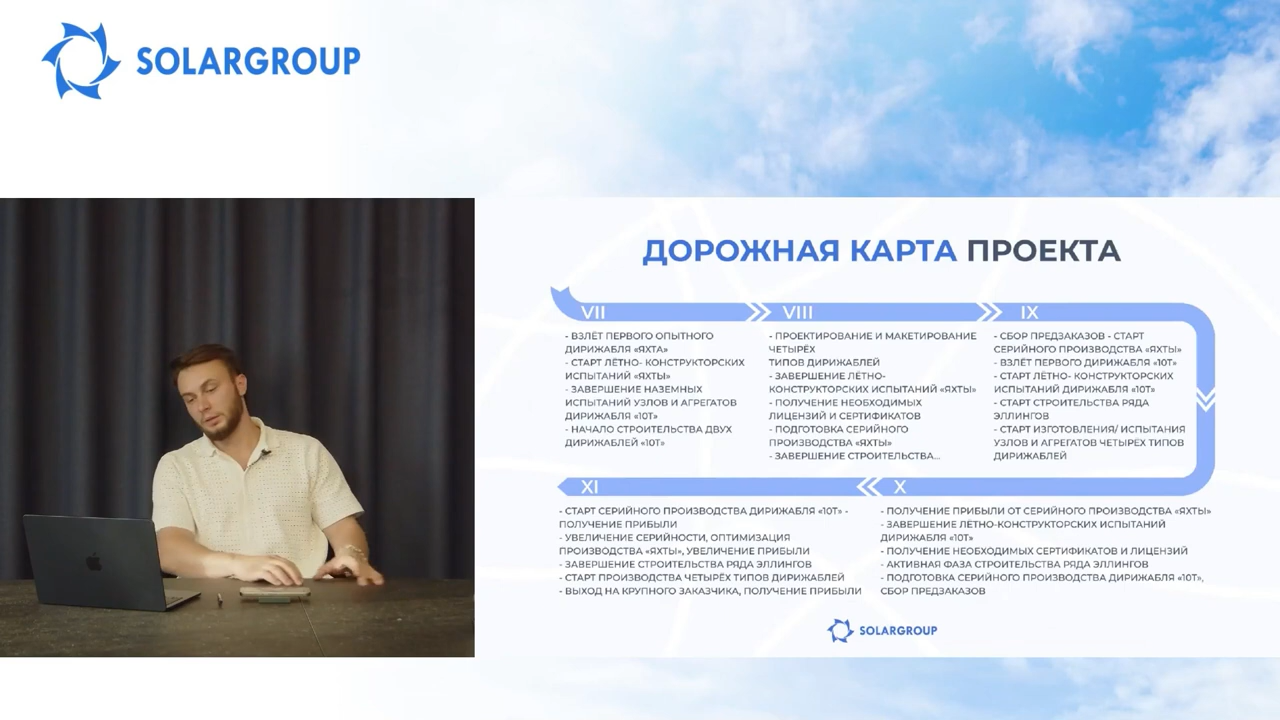 SOLARGROUP
ДОРОЖНАЯ КАРТА ПРОЕКТА
VII
- ВЗЛЁТ ПЕРВОГО ОПЫТНОГО
ДИРИЖАБЛЯ «ЯХТА»
- СТАРТ ЛЁТНО- КОНСТРУКТОРСКИХ
ИСПЫТАНИЙ «ЯХТЫ»
- ЗАВЕРШЕНИЕ НАЗЕМНЫХ
ИСПЫТАНИЙ УЗЛОВ И АГРЕГАТОВ
ДИРИЖАБЛЯ «10Т»
- НАЧАЛО СТРОИТЕЛЬСТВА ДВУХ
ДИРИЖАБЛЕЙ «10Т»
VIII
- ПРОЕКТИРОВАНИЕ И МАКЕТИРОВАНИЕ
ЧЕТЫРЁХ
ТИПОВ ДИРИЖАБЛЕЙ
- ЗАВЕРШЕНИЕ ЛЁТНО-
КОНСТРУКТОРСКИХ ИСПЫТАНИЙ «ЯХТЫ»
- ПОЛУЧЕНИЕ НЕОБХОДИМЫХ
ЛИЦЕНЗИЙ И СЕРТИФИКАТОВ
- ПОДГОТОВКА СЕРИЙНОГО
ПРОИЗВОДСТВА «ЯХТЫ»
- ЗАВЕРШЕНИЕ СТРОИТЕЛЬСТВА...
IX
- СБОР ПРЕДЗАКАЗОВ - СТАРТ
СЕРИЙНОГО ПРОИЗВОДСТВА «ЯХТЫ»
- ВЗЛЕТ ПЕРВОГО ДИРИЖАБЛЯ «10Т»
- СТАРТ ЛЁТНО- КОНСТРУКТОРСКИХ
ИСПЫТАНИЙ ДИРИЖАБЛЯ «10Т»
- СТАРТ СТРОИТЕЛЬСТВА РЯДА
ЭЛЛИНГОВ
- СТАРТ ИЗГОТОВЛЕНИЯ/ ИСПЫТАНИЯ
УЗЛОВ И АГРЕГАТОВ ЧЕТЫРЕХ ТИПОВ
ДИРИЖАБЛЕЙ
XI
- СТАРТ СЕРИЙНОГО ПРОИЗВОДСТВА ДИРИЖАБЛЯ «10Т» -
ПОЛУЧЕНИЕ ПРИБЫЛИ
- УВЕЛИЧЕНИЕ СЕРИЙНОСТИ, ОПТИМИЗАЦИЯ
ПРОИЗВОДСТВА «ЯХТЫ», УВЕЛИЧЕНИЕ ПРИБЫЛИ
- ЗАВЕРШЕНИЕ СТРОИТЕЛЬСТВА РЯДА ЭЛЛИНГОВ
- СТАРТ ПРОИЗВОДСТВА ЧЕТЫРЁХ ТИПОВ ДИРИЖАБЛЕЙ
- ВЫХОД НА КРУПНОГО ЗАКАЗЧИКА, ПОЛУЧЕНИЕ ПРИБЫЛИ
X
- ПОЛУЧЕНИЕ ПРИБЫЛИ ОТ СЕРИЙНОГО ПРОИЗВОДСТВА «ЯХТЫ»
- ЗАВЕРШЕНИЕ ЛЁТНО-КОНСТРУКТОРСКИХ ИСПЫТАНИЙ
ДИРИЖАБЛЯ «10Т»
- ПОЛУЧЕНИЕ НЕОБХОДИМЫХ СЕРТИФИКАТОВ И ЛИЦЕНЗИЙ
- АКТИВНАЯ ФАЗА СТРОИТЕЛЬСТВА РЯДА ЭЛЛИНГОВ
- ПОДГОТОВКА СЕРИЙНОГО ПРОИЗВОДСТВА ДИРИЖАБЛЯ «10Т»,
СБОР ПРЕДЗАКАЗОВ
SOLARGROUP